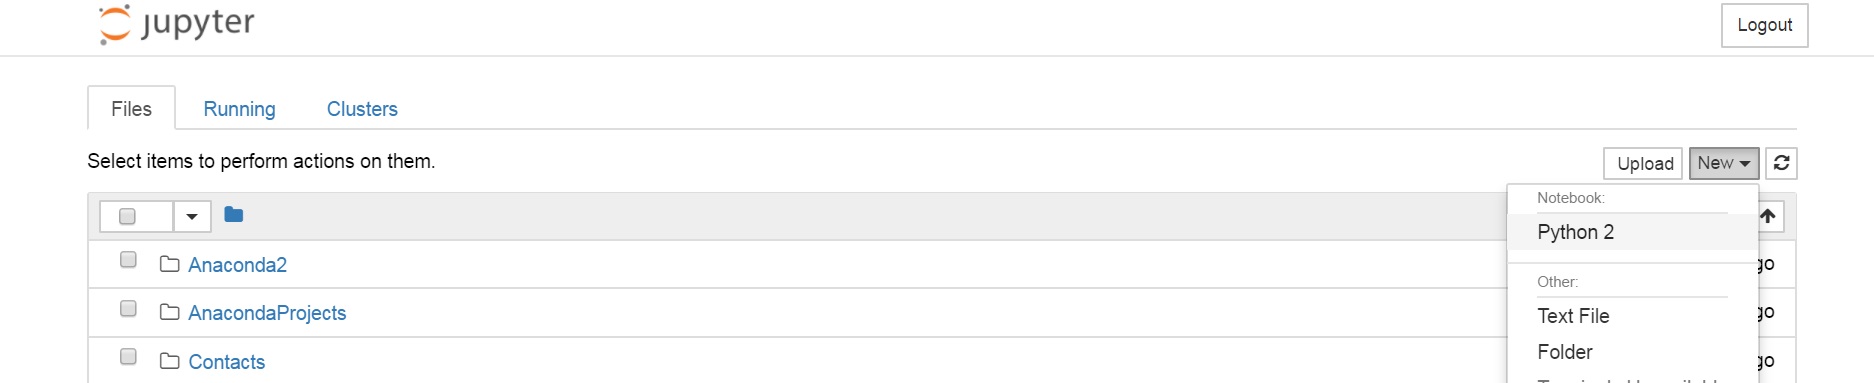 jupyter
Logout
Files Running Clusters
Select items to perform actions on them.
Upload New
Notebook:
Python 2
Anaconda2 go
Other:
AnacondaProjects go
Text File
Folder
Contacts go